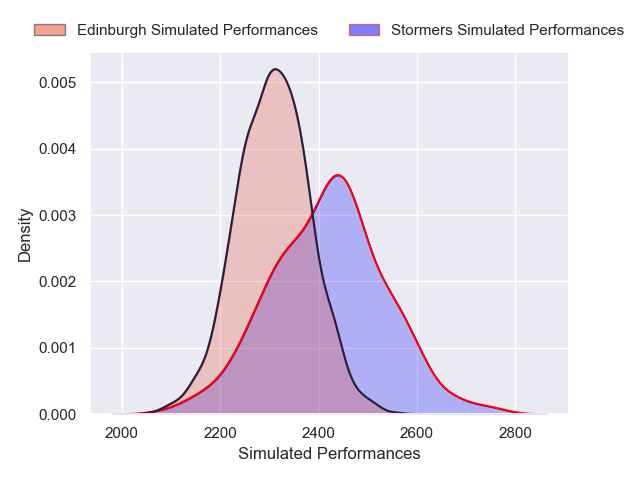 Edinburgh Simulated Performances Stormers Simulated Performances
0.005
0.004
0.003
0.002
0.001
0.000
Density
2000 2200 2400 2600 2800
Simulated Performances